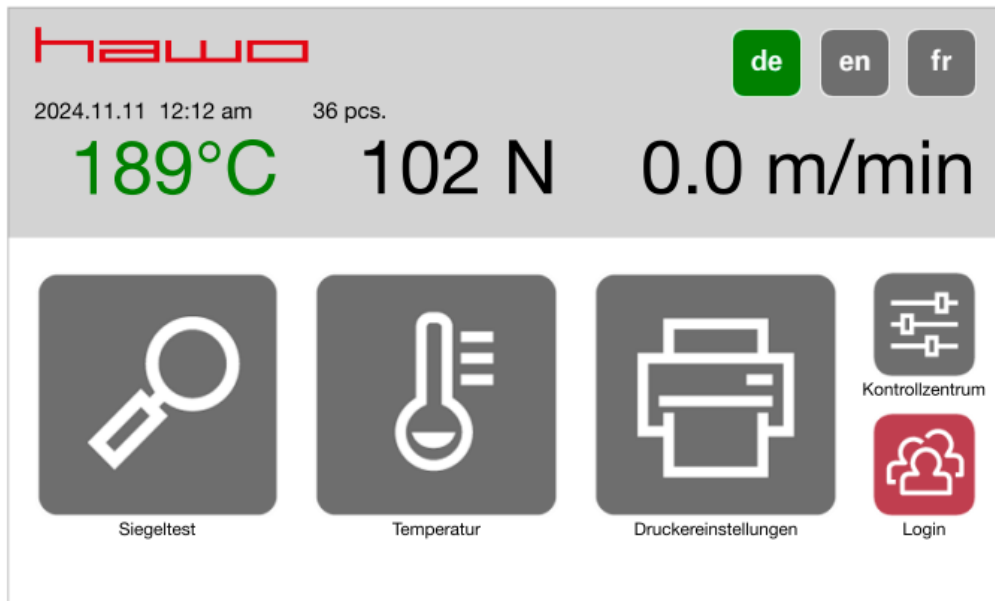 hawo
de en fr
2024.11.11 12:12 am 36 pcs.
189°C 102 N 0.0 m/min
Kontrollzentrum
Siegeltest Temperatur Druckereinstellungen Login